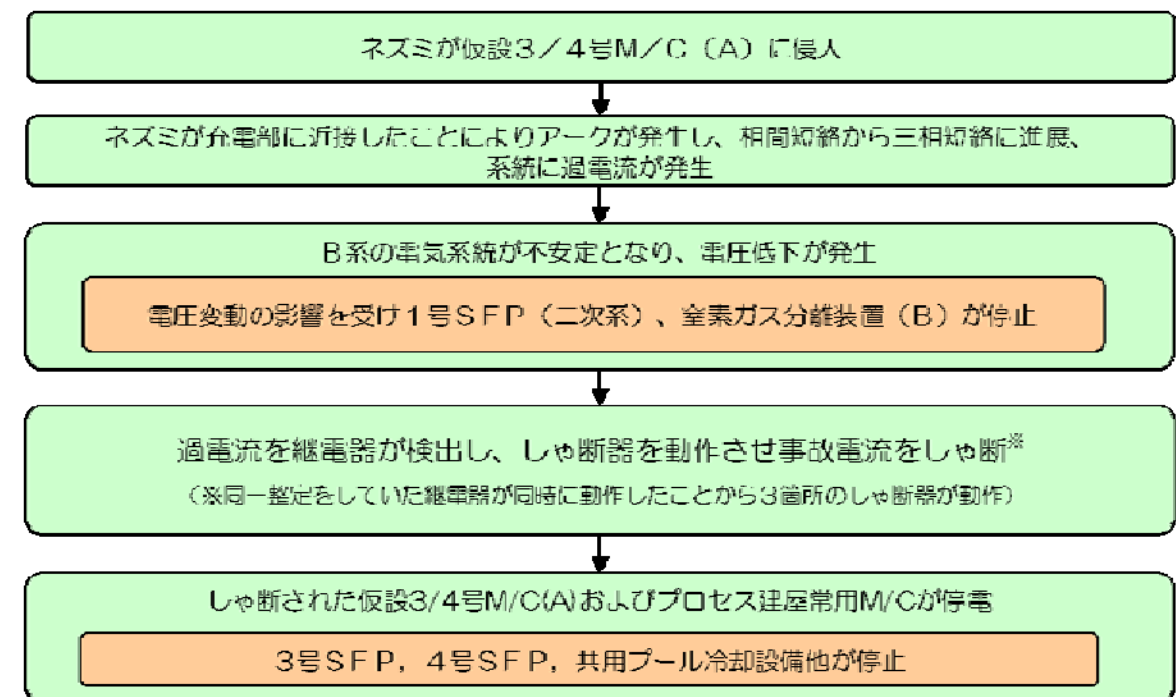 ネズミが仮設３／４号Ｍ／Ｃ（Ａ）に侵入
ネズミが充電部に近接したことによりアークが発生し、相間短絡から三相短絡に進展、
系統に過電流が発生
Ｂ系の電気系統が不安定となり、電圧低下が発生
電圧変動の影響を受け１号ＳＦＰ（二次系）、窒素ガス分離装置（Ｂ）が停止
過電流を継電器が検出し、しゃ断器を動作させ事故電流をしゃ断※
（※同一整定をしていた継電器が同時に動作したことから３箇所のしゃ断器が動作）
しゃ断された仮設3/4号M/C(A)およびプロセス建屋常用M/Cが停電
３号ＳＦＰ，４号ＳＦＰ，共用プール冷却設備他が停止